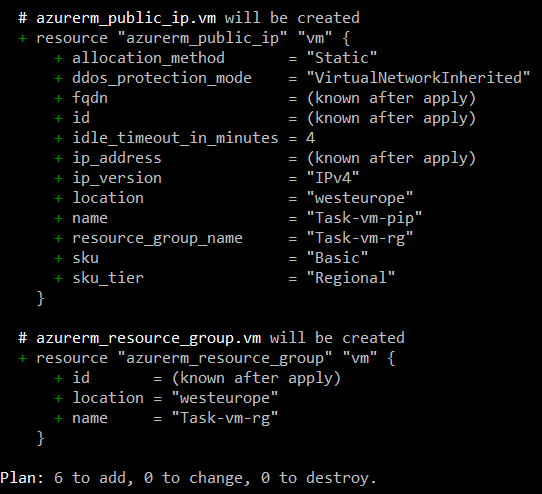 # azurerm_public_ip.vm will be created
+ resource "azurerm_public_ip" "vm" {
+ allocation_method = "Static"
+ ddos_protection_mode = "VirtualNetworkInherited"
+ fqdn = (known after apply)
+ id = (known after apply)
+ idle_timeout_in_minutes = 4
+ ip_address = (known after apply)
+ ip_version = "IPv4"
+ location = "westeurope"
+ name = "Task-vm-pip"
+ resource_group_name = "Task-vm-rg"
+ sku = "Basic"
+ sku_tier = "Regional"
}
# azurerm_resource_group.vm will be created
+ resource "azurerm_resource_group" "vm" {
+ id = (known after apply)
+ location = "westeurope"
+ name = "Task-vm-rg"
}
Plan: 6 to add, 0 to change, 0 to destroy.